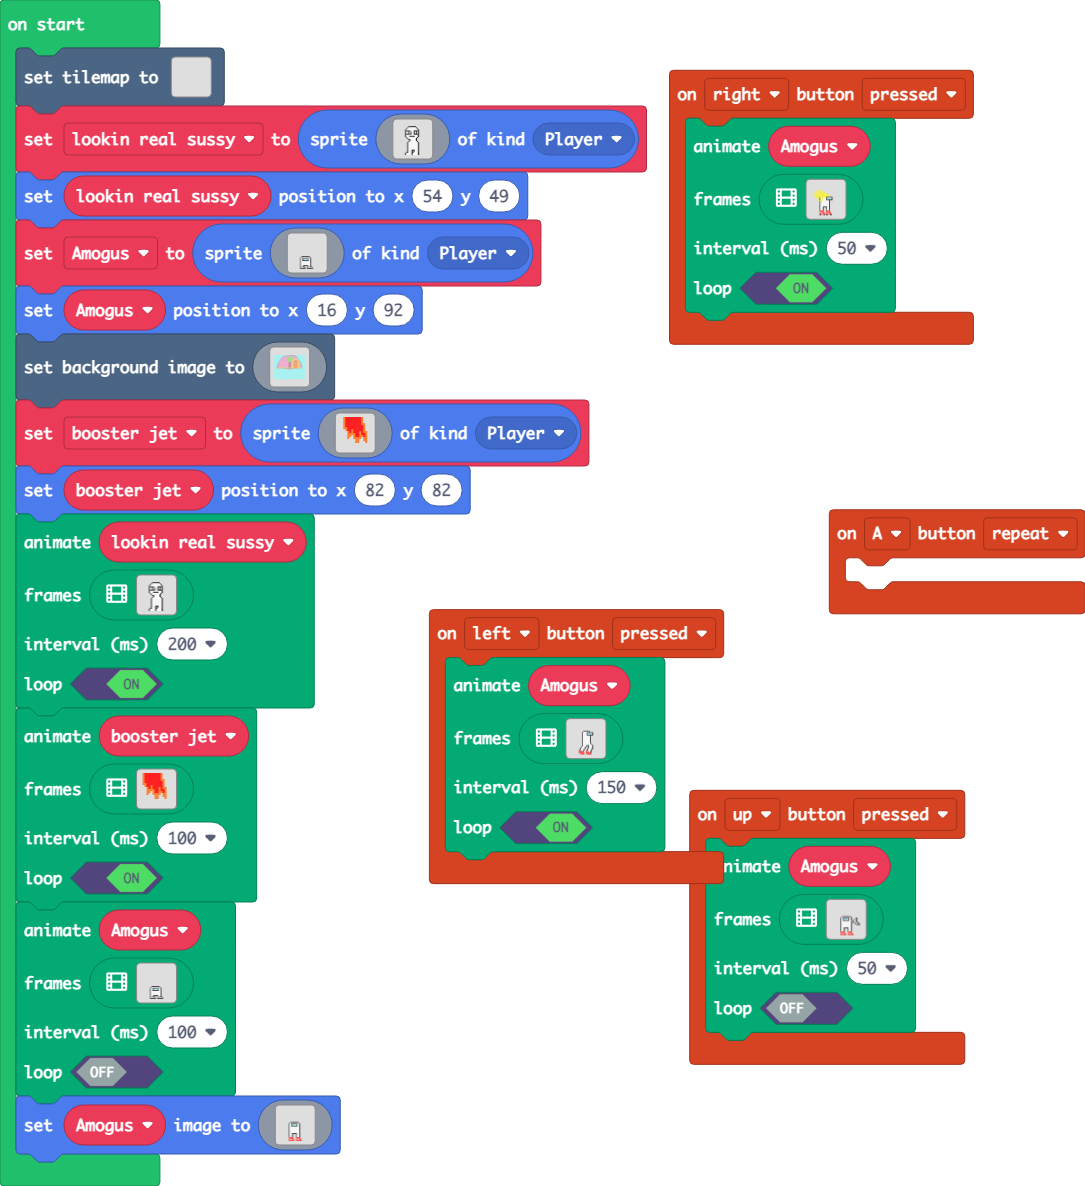 on start
set tilemap to
set lookin real sussy to sprite of kind Player
set lookin real sussy position to x 54 y 49
set Amogus to sprite of kind Player
set Amogus position to x 16 y 92
set background image to
set booster jet to sprite of kind Player
set booster jet position to x 82 y 82
animate lookin real sussy
frames
interval (ms) 200
loop ON
animate booster jet
frames
interval (ms) 100
loop ON
animate Amogus
frames
interval (ms) 100
loop OFF
set Amogus image to
on right button pressed
animate Amogus
frames
interval (ms) 50
loop ON
on A button repeat
on left button pressed
animate Amogus
frames
interval (ms) 150
loop ON
on up button pressed
nimate Amogus
frames
interval (ms) 50
loop OFF